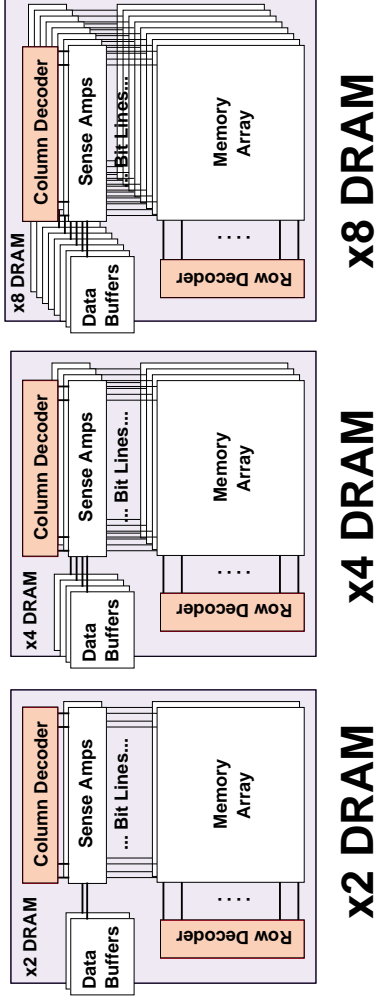 x2 DRAM
Column Decoder
Sense Amps
... Bit Lines...
Data
Buffers
Row Decoder
. . . .
Memory
Array
x2 DRAM
x4 DRAM
Column Decoder
Sense Amps
... Bit Lines...
Data
Buffers
Row Decoder
. . . .
Memory
Array
x4 DRAM
x8 DRAM
Column Decoder
Sense Amps
... Bit Lines...
Data
Buffers
Row Decoder
. . . .
Memory
Array
x8 DRAM